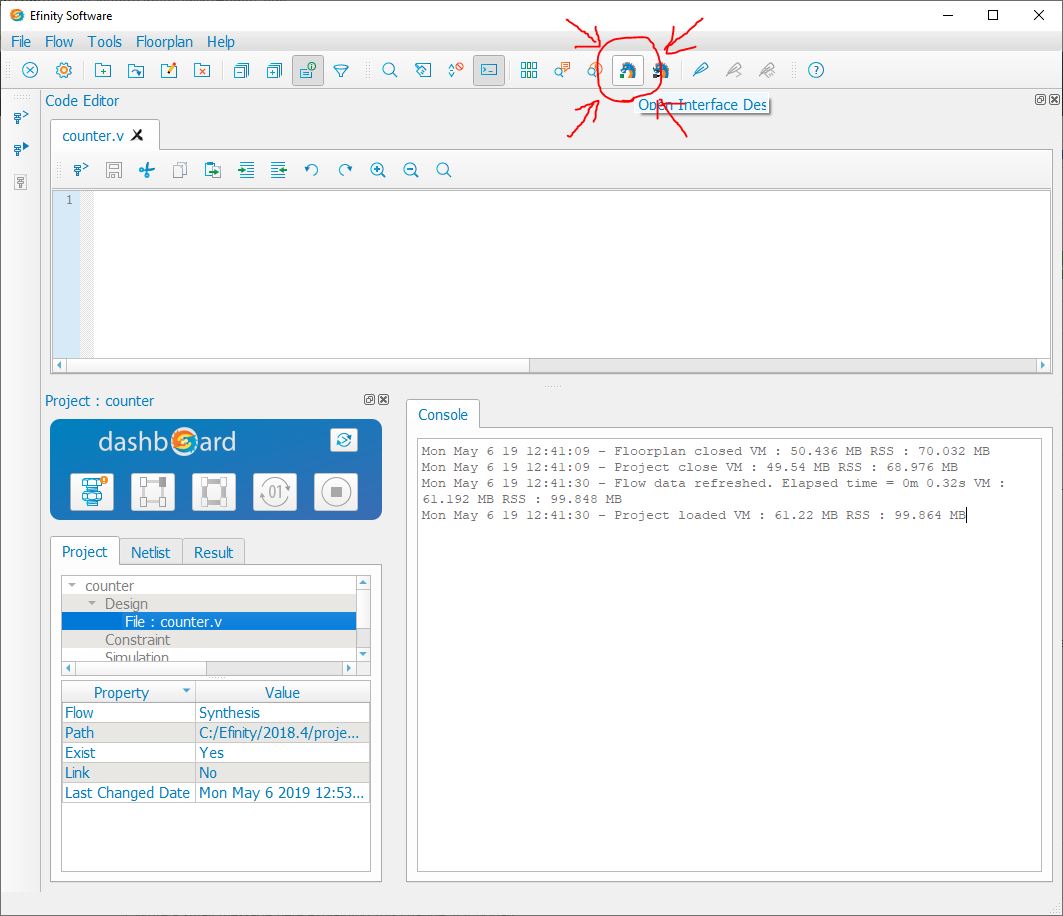 Efinity Software
File Flow Tools Floorplan Help
Open Interface Des
Code Editor
counter.v
1
Project : counter
dashboard
01
Project Netlist Result
counter
Design
File : counter.v
Constraint
Simulation
Property Value
Flow Synthesis
Path C:/Efinity/2018.4/proje...
Exist Yes
Link No
Last Changed Date Mon May 6 2019 12:53...
Console
Mon May 6 19 12:41:09 - Floorplan closed VM : 50.436 MB RSS : 70.032 MB
Mon May 6 19 12:41:09 - Project close VM : 49.54 MB RSS : 68.976 MB
Mon May 6 19 12:41:30 - Flow data refreshed. Elapsed time = 0m 0.32s VM :
61.192 MB RSS : 99.848 MB
Mon May 6 19 12:41:30 - Project loaded VM : 61.22 MB RSS : 99.864 MB